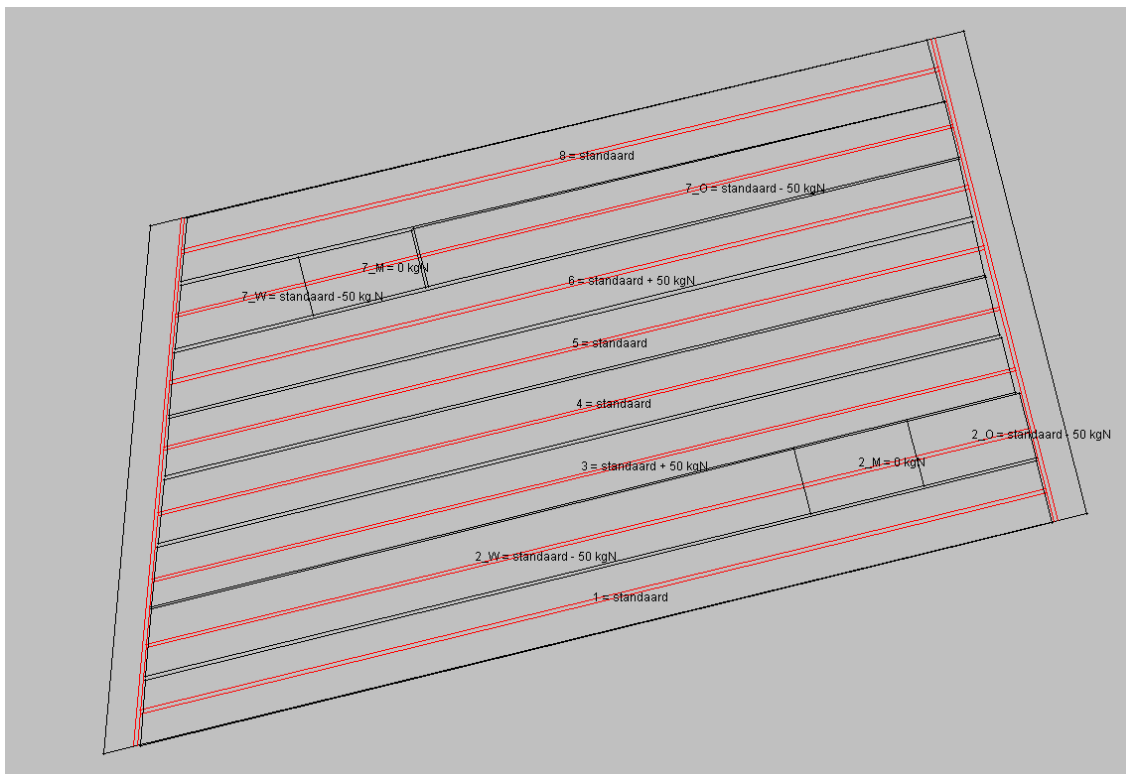 8 = standaard
7_O = standaard - 50 kgN
7_M = 0 kgN
6 = standaard + 50 kgN
7_W = standaard -50 kg N
5 = standaard
4 = standaard
2_O = standaard - 50 kgN
2_M = 0 kgN
3 = standaard + 50 kgN
2_W = standaard - 50 kgN
1 = standaard